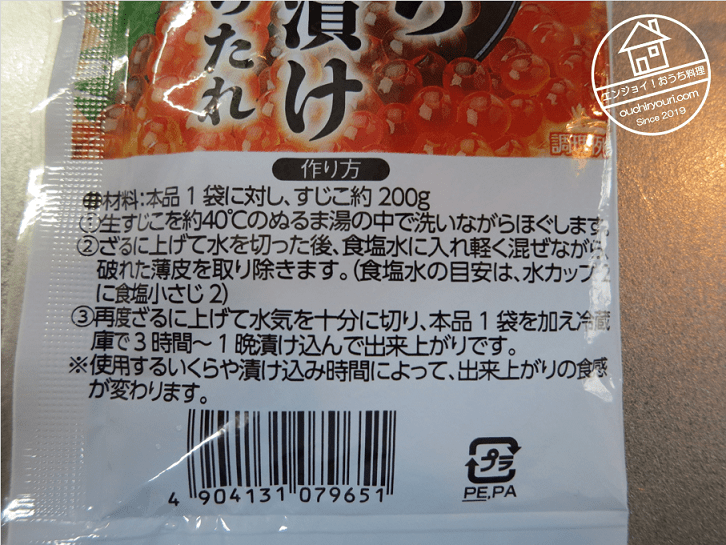 り
漬け
のたれ
エンジョイ！おうち料理
ouchiryouri.com
Since 2019
調理例
作り方
材料：本品1袋に対し、すじこ約200g
①生すじこを約40℃のぬるま湯の中で洗いながらほぐします。
②ざるに上げて水を切った後、食塩水に入れ軽く混ぜながら、
破れた薄皮を取り除きます。（食塩水の目安は、水カップ2
に食塩小さじ2）
③再度ざるに上げて水気を十分に切り、本品1袋を加え冷蔵
庫で3時間～1晩漬け込んで出来上がりです。
※使用するいくらや漬け込み時間によって、出来上がりの食感
が変わります。
4 904131 079651
プラ
PE,PA